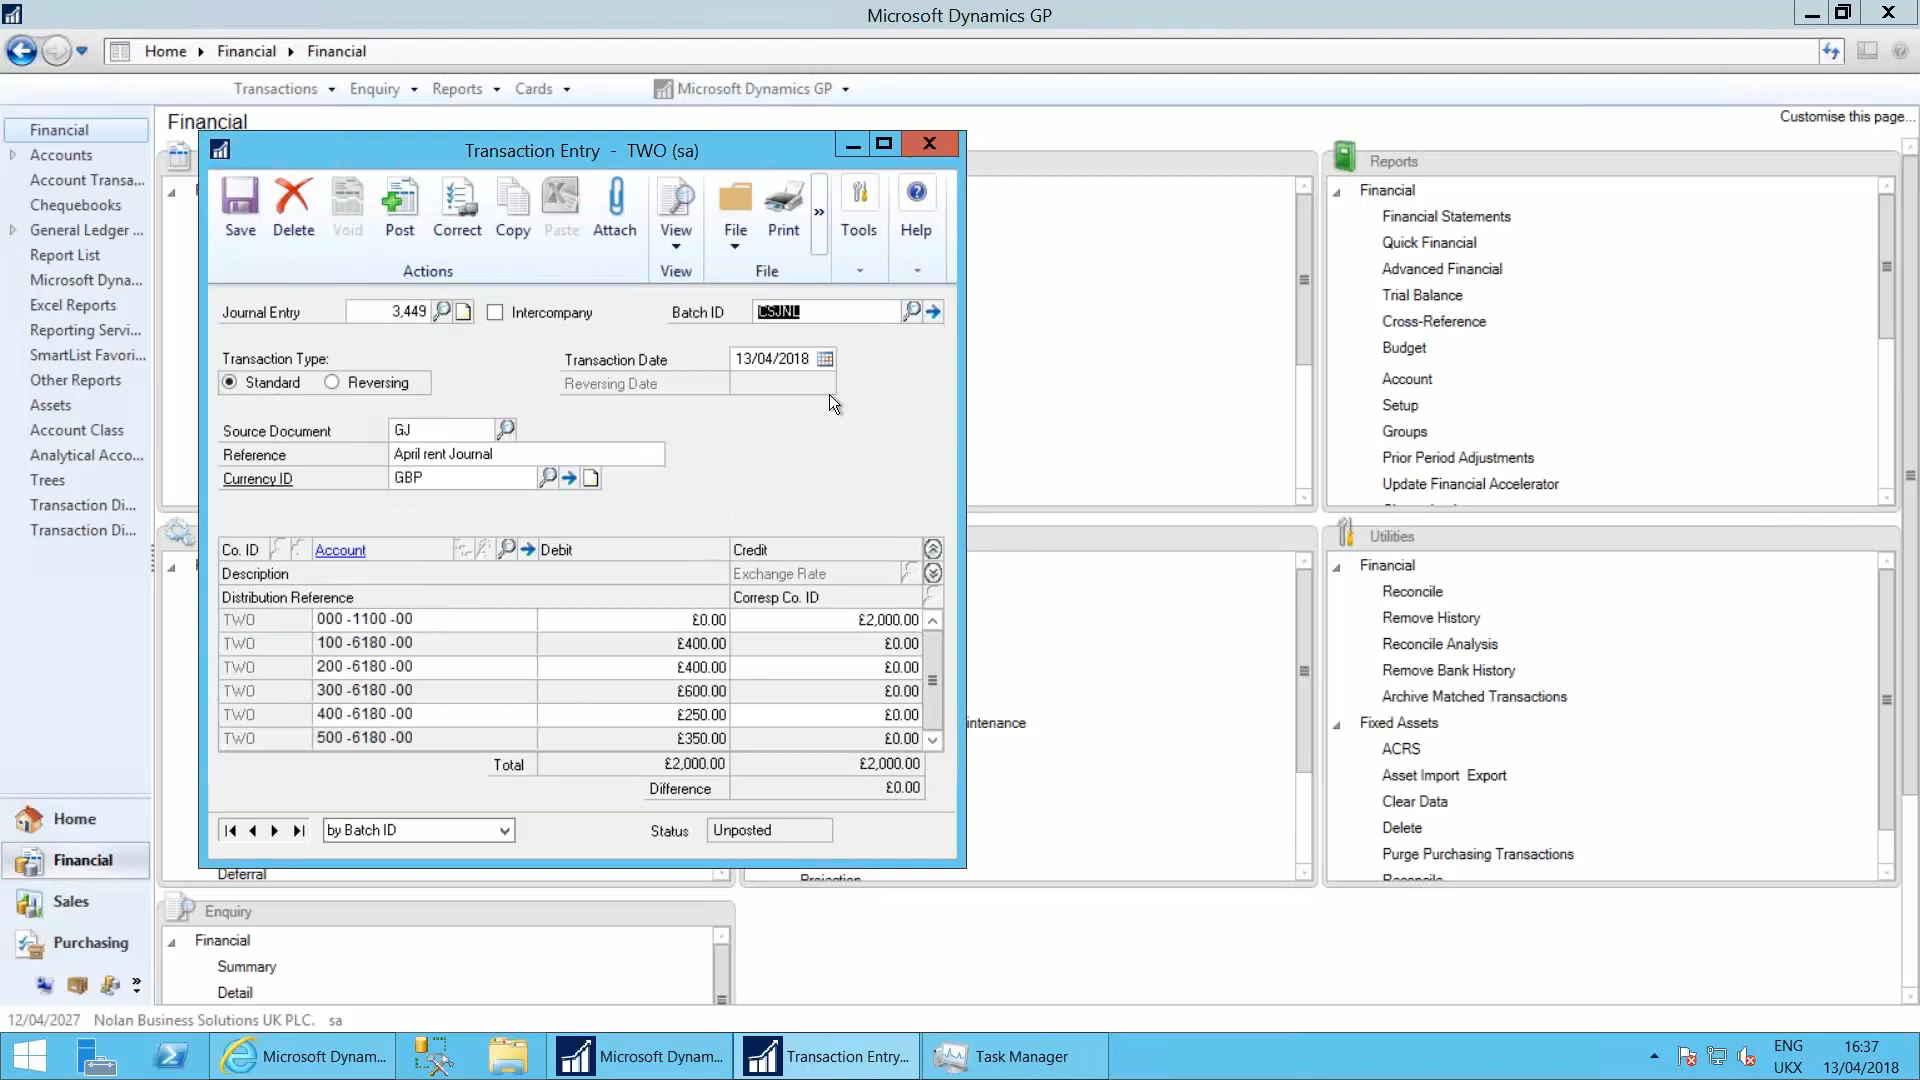 Microsoft Dynamics GP
Home Financial Financial
Transactions Enquiry Reports Cards Microsoft Dynamics GP
Financial
Accounts
Account Transa...
Chequebooks
General Ledger ...
Report List
Microsoft Dyna...
Excel Reports
Reporting Servi...
SmartList Favori...
Other Reports
Assets
Account Class
Analytical Acco...
Trees
Transaction Di...
Transaction Di...
Home
Financial
Sales
Purchasing
Financial
Customise this page...
Transaction Entry - TWO (sa)
Save Delete Void Post Correct Copy Paste Attach View File Print Tools Help
Actions View File
Journal Entry 3,449 Intercompany Batch ID CSJNL
Transaction Type: Transaction Date 13/04/2018
Standard Reversing Reversing Date
Source Document GJ
Reference April rent Journal
Currency ID GBP
Co. ID Account Debit Credit
Description Exchange Rate
Distribution Reference Corresp Co. ID
TWO 000 -1100 -00 £0.00 £2,000.00
TWO 100 -6180 -00 £400.00 £0.00
TWO 200 -6180 -00 £400.00 £0.00
TWO 300 -6180 -00 £600.00 £0.00
TWO 400 -6180 -00 £250.00 £0.00
TWO 500 -6180 -00 £350.00 £0.00
Total £2,000.00 £2,000.00
Difference £0.00
by Batch ID Status Unposted
Deferral
intenance
Projection
Reports
Financial
Financial Statements
Quick Financial
Advanced Financial
Trial Balance
Cross-Reference
Budget
Account
Setup
Groups
Prior Period Adjustments
Update Financial Accelerator
Utilities
Financial
Reconcile
Remove History
Reconcile Analysis
Remove Bank History
Archive Matched Transactions
Fixed Assets
ACRS
Asset Import Export
Clear Data
Delete
Purge Purchasing Transactions
Reconcile
Enquiry
Financial
Summary
Detail
12/04/2027 Nolan Business Solutions UK PLC. sa
Microsoft Dynam... Microsoft Dynam... Transaction Entry... Task Manager
ENG 16:37
UKX 13/04/2018